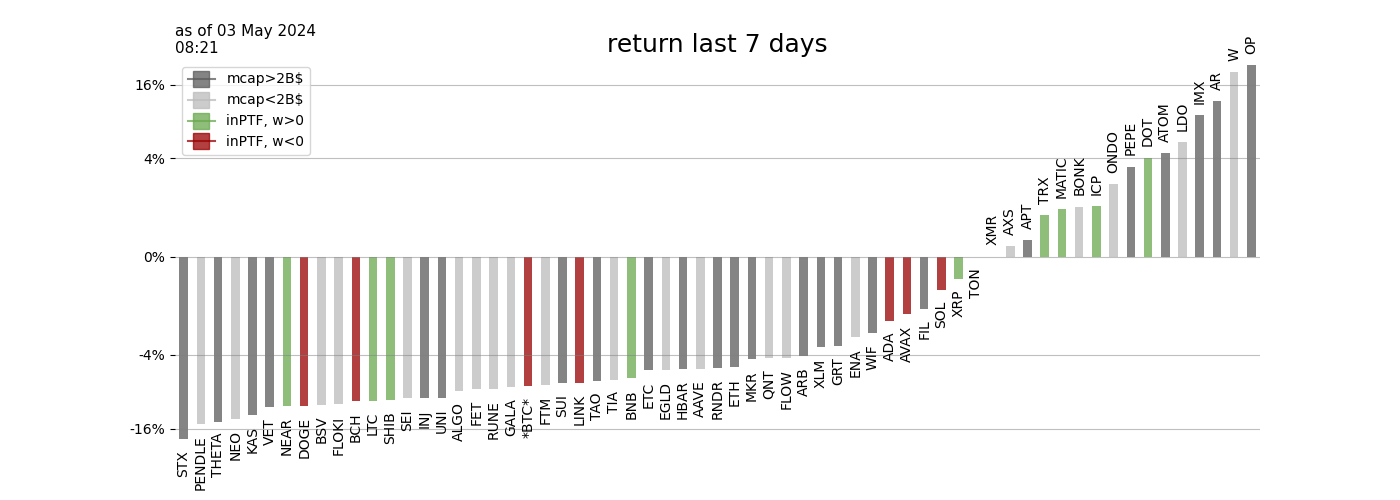 as of 03 May 2024
08:21
return last 7 days
mcap>2B$
mcap<2B$
inPTF, w>0
inPTF, w<0
16%
4%
0%
-4%
-16%
STX
PENDLE
THETA
NEO
KAS
VET
NEAR
DOGE
BSV
FLOKI
BCH
LTC
SHIB
SEI
INJ
UNI
ALGO
FET
RUNE
GALA
*BTC*
FTM
SUI
LINK
TAO
TIA
BNB
ETC
EGLD
HBAR
AAVE
RNDR
ETH
MKR
QNT
FLOW
ARB
XLM
GRT
ENA
WIF
ADA
AVAX
FIL
SOL
XRP
TON
XMR
AXS
APT
TRX
MATIC
BONK
ICP
ONDO
PEPE
DOT
ATOM
LDO
IMX
AR
W
OP